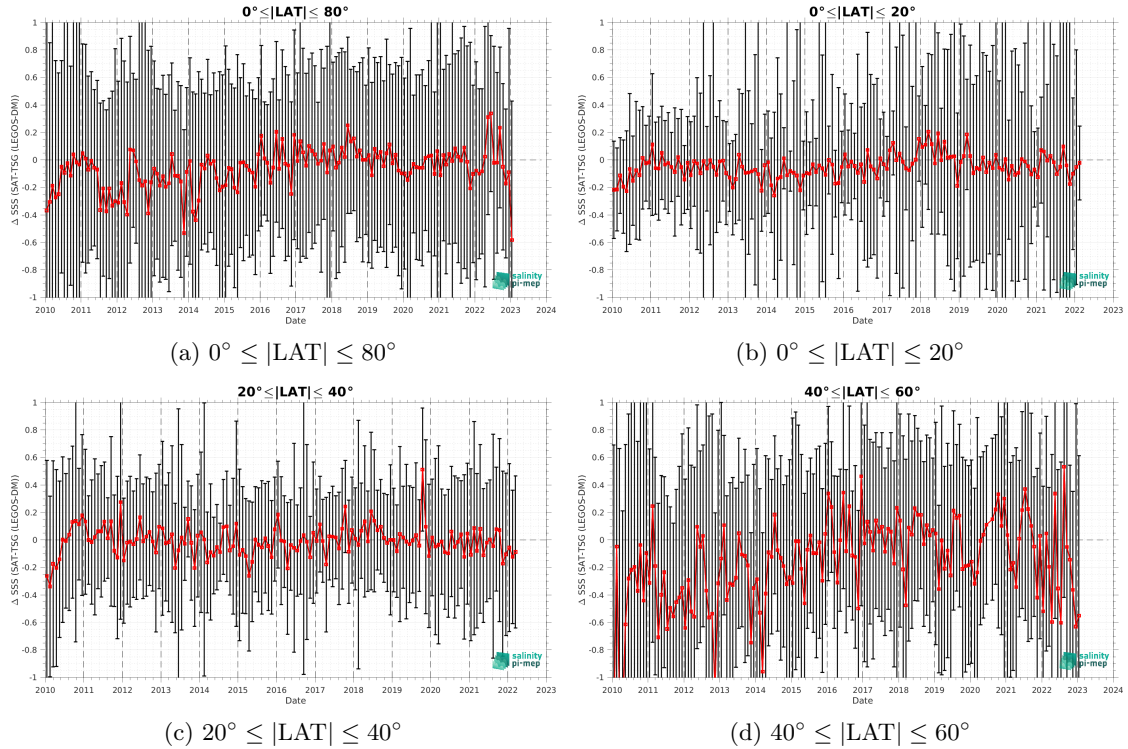 0°≤|LAT|≤ 80°
Δ SSS (SAT-TSG (LEGOS-DM))
1
0.8
0.6
0.4
0.2
0
-0.2
-0.4
-0.6
-0.8
-1
2010 2011 2012 2013 2014 2015 2016 2017 2018 2019 2020 2021 2022 2023 2024
Date
salinity
pi-mep
(a) 0° ≤ |LAT| ≤ 80°
0°≤|LAT|≤ 20°
Δ SSS (SAT-TSG (LEGOS-DM))
1
0.8
0.6
0.4
0.2
0
-0.2
-0.4
-0.6
-0.8
-1
2010 2011 2012 2013 2014 2015 2016 2017 2018 2019 2020 2021 2022 2023
Date
salinity
pi-mep
(b) 0° ≤ |LAT| ≤ 20°
20°≤|LAT|≤ 40°
Δ SSS (SAT-TSG (LEGOS-DM))
1
0.8
0.6
0.4
0.2
0
-0.2
-0.4
-0.6
-0.8
-1
2010 2011 2012 2013 2014 2015 2016 2017 2018 2019 2020 2021 2022 2023
Date
salinity
pi-mep
(c) 20° ≤ |LAT| ≤ 40°
40°≤|LAT|≤ 60°
Δ SSS (SAT-TSG (LEGOS-DM))
1
0.8
0.6
0.4
0.2
0
-0.2
-0.4
-0.6
-0.8
-1
2010 2011 2012 2013 2014 2015 2016 2017 2018 2019 2020 2021 2022 2023 2024
Date
salinity
pi-mep
(d) 40° ≤ |LAT| ≤ 60°